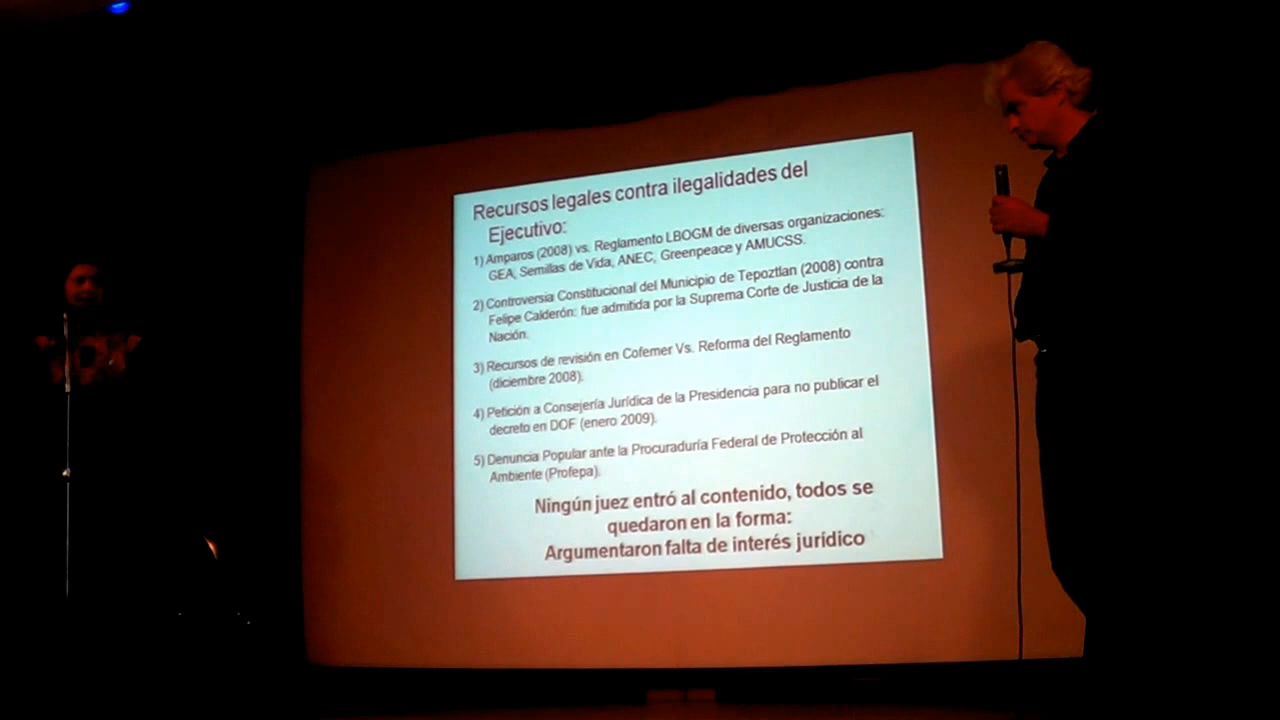 Recursos legales contra ilegalidades del
Ejecutivo:
1) Amparos (2008) vs. Reglamento LBOGM de diversas organizaciones:
GEA, Semillas de Vida, ANEC, Greenpeace y AMUCSS.
2) Controversia Constitucional del Municipio de Tepoztlan (2008) contra
Felipe Calderón: fue admitida por la Suprema Corte de Justicia de la
Nación.
3) Recursos de revisión en Cofemer Vs. Reforma del Reglamento
(diciembre 2008).
4) Petición a Consejería Jurídica de la Presidencia para no publicar el
decreto en DOF (enero 2009).
5) Denuncia Popular ante la Procuraduría Federal de Protección al
Ambiente (Profepa).
Ningún juez entró al contenido, todos se
quedaron en la forma:
Argumentaron falta de interés jurídico